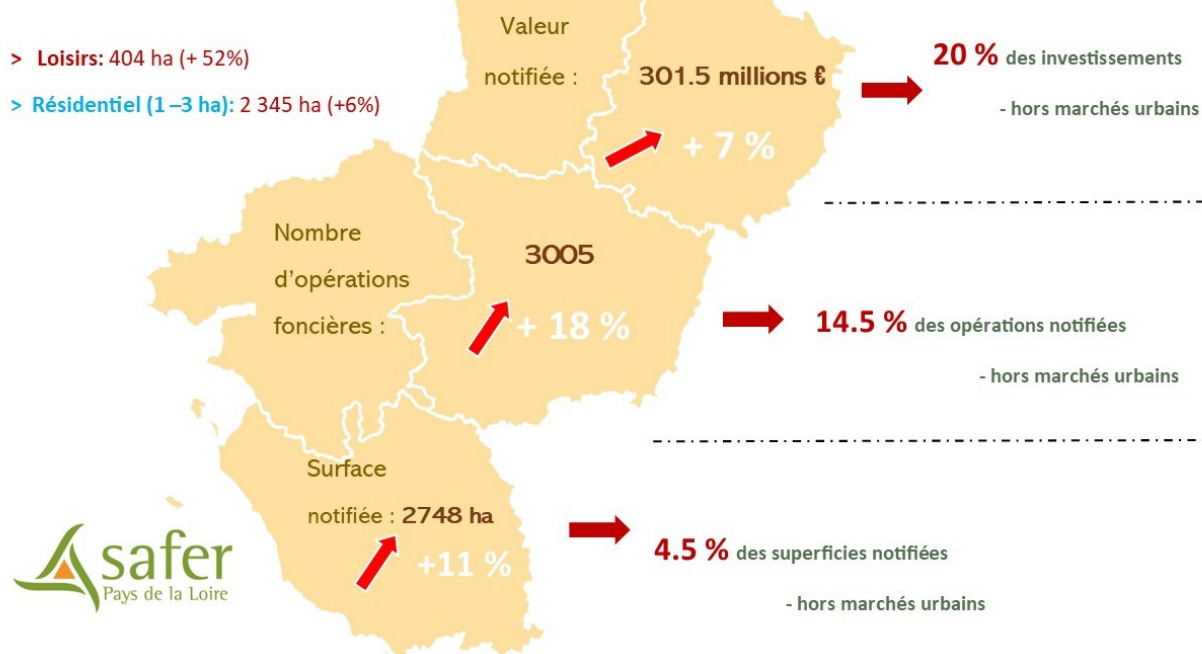 > Loisirs: 404 ha (+ 52%)
> Résidentiel (1 –3 ha): 2 345 ha (+6%)
Valeur
notifiée :
301.5 millions €
+ 7 %
20 % des investissements
- hors marchés urbains
Nombre
d'opérations
foncières :
3005
+ 18 %
14.5 % des opérations notifiées
- hors marchés urbains
Surface
notifiée : 2748 ha
+11 %
4.5 % des superficies notifiées
- hors marchés urbains
safer
Pays de la Loire